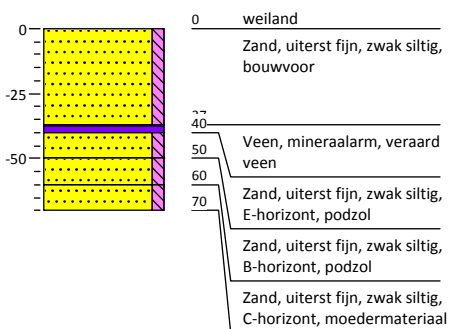 0 weiland
0
Zand, uiterst fijn, zwak siltig,
bouwvoor
-25
37
40
Veen, mineraalarm, veraard
veen
50
-50
60
Zand, uiterst fijn, zwak siltig,
E-horizont, podzol
70
Zand, uiterst fijn, zwak siltig,
B-horizont, podzol
Zand, uiterst fijn, zwak siltig,
C-horizont, moedermateriaal